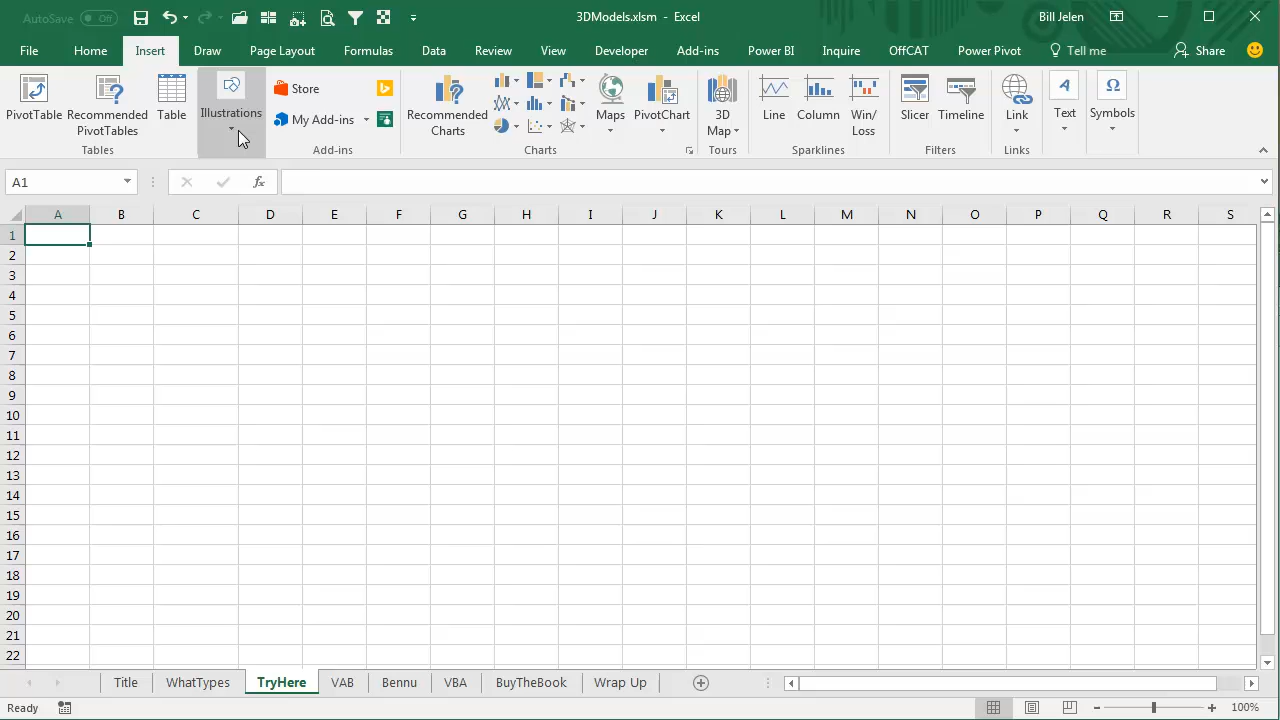 AutoSave Off 3DModels.xlsm - Excel Bill Jelen
File Home Insert Draw Page Layout Formulas Data Review View Developer Add-ins Power BI Inquire OffCAT Power Pivot Tell me Share
PivotTable Recommended PivotTables Table Illustrations Store My Add-ins Recommended Charts Maps PivotChart 3D Map Line Column Win/ Loss Slicer Timeline Link Text Symbols
Tables Add-ins Charts Tours Sparklines Filters Links
A1 fx
A B C D E F G H I J K L M N O P Q R S
1
2
3
4
5
6
7
8
9
10
11
12
13
14
15
16
17
18
19
20
21
22
Title WhatTypes TryHere VAB Bennu VBA BuyTheBook Wrap Up
Ready 100%